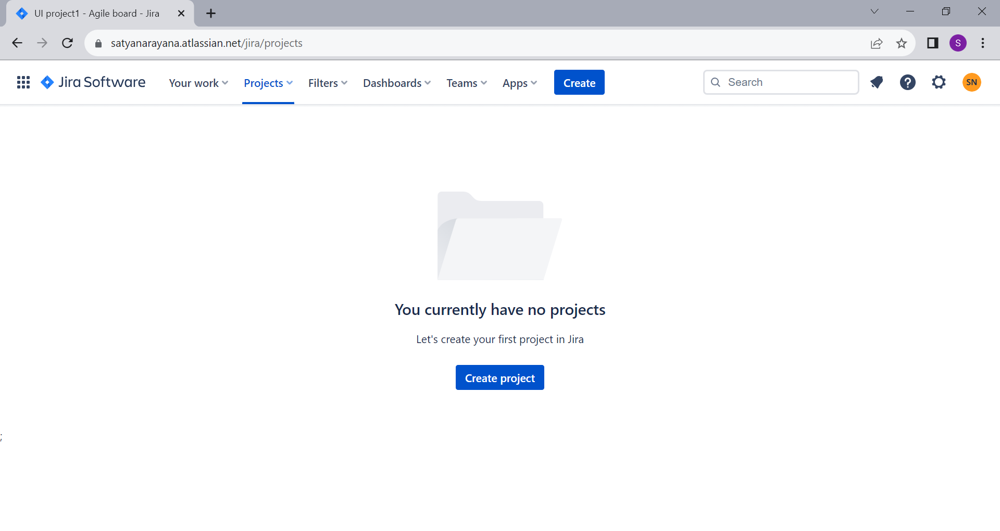 UI project1 - Agile board - Jira
satyanarayana.atlassian.net/jira/projects
S
Jira Software Your work Projects Filters Dashboards Teams Apps Create Search SN
You currently have no projects
Let's create your first project in Jira
Create project
;